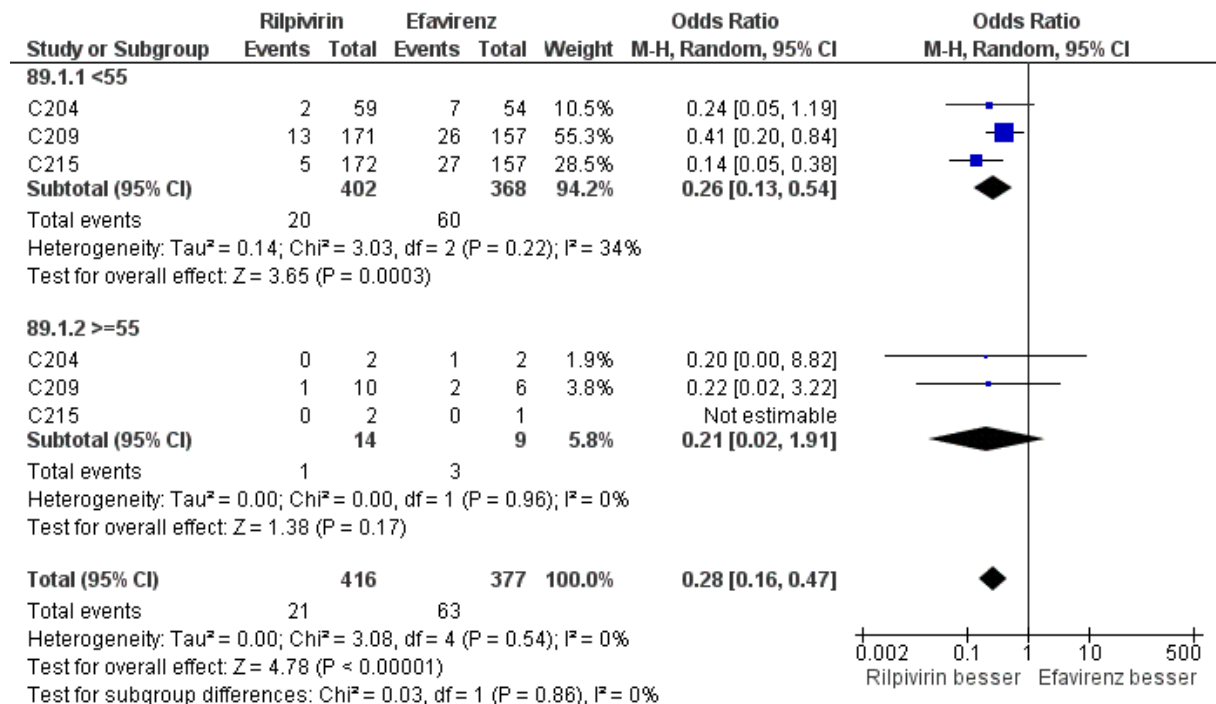 Rilpivirin Efavirenz Odds Ratio Odds Ratio
Study or Subgroup Events Total Events Total Weight M-H, Random, 95% CI M-H, Random, 95% CI
89.1.1 <55
C204 2 59 7 54 10.5% 0.24 [0.05, 1.19]
C209 13 171 26 157 55.3% 0.41 [0.20, 0.84]
C215 5 172 27 157 28.5% 0.14 [0.05, 0.38]
Subtotal (95% CI) 402 368 94.2% 0.26 [0.13, 0.54]
Total events 20 60
Heterogeneity: Tau² = 0.14; Chi² = 3.03, df = 2 (P = 0.22); I² = 34%
Test for overall effect: Z = 3.65 (P = 0.0003)
89.1.2 >=55
C204 0 2 1 2 1.9% 0.20 [0.00, 8.82]
C209 1 10 2 6 3.8% 0.22 [0.02, 3.22]
C215 0 2 0 1 Not estimable
Subtotal (95% CI) 14 9 5.8% 0.21 [0.02, 1.91]
Total events 1 3
Heterogeneity: Tau² = 0.00; Chi² = 0.00, df = 1 (P = 0.96); I² = 0%
Test for overall effect: Z = 1.38 (P = 0.17)
Total (95% CI) 416 377 100.0% 0.28 [0.16, 0.47]
Total events 21 63
Heterogeneity: Tau² = 0.00; Chi² = 3.08, df = 4 (P = 0.54); I² = 0%
Test for overall effect: Z = 4.78 (P < 0.00001)
Test for subgroup differences: Chi² = 0.03, df = 1 (P = 0.86), I² = 0%
0.002 0.1 1 10 500
Rilpivirin besser Efavirenz besser